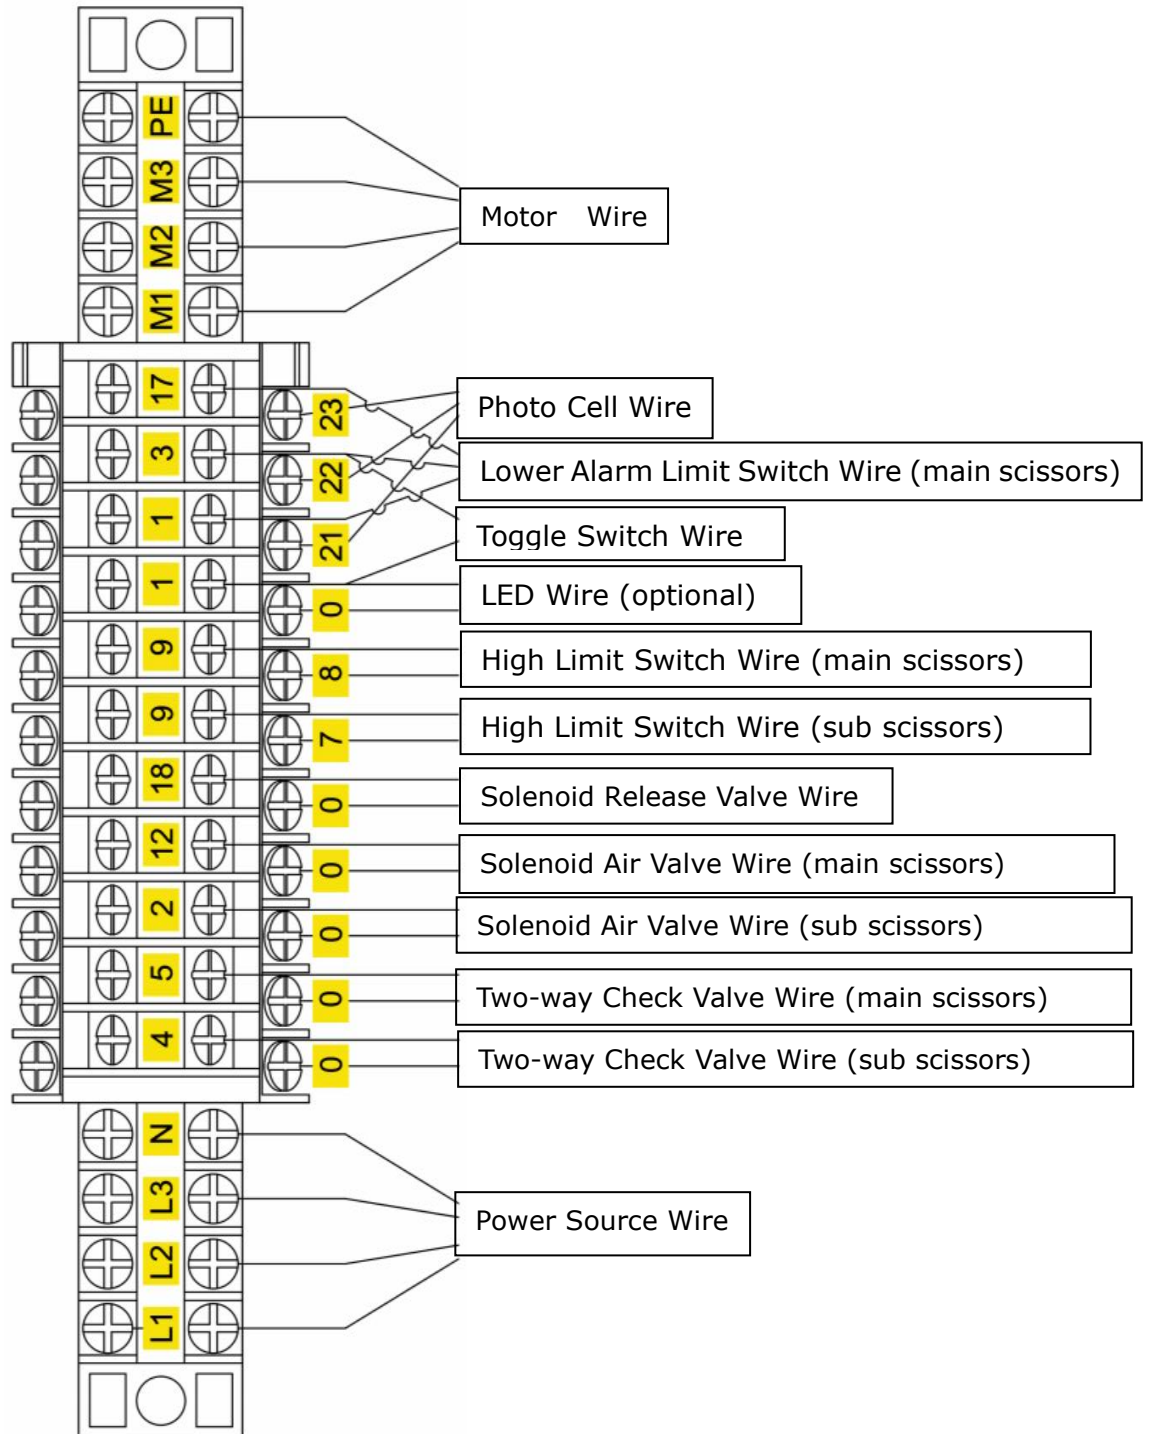 PE
M3
M2
M1
Motor Wire
17
23
Photo Cell Wire
3
22
Lower Alarm Limit Switch Wire (main scissors)
1
21
Toggle Switch Wire
1
0
LED Wire (optional)
9
8
High Limit Switch Wire (main scissors)
9
7
High Limit Switch Wire (sub scissors)
18
0
Solenoid Release Valve Wire
12
0
Solenoid Air Valve Wire (main scissors)
2
0
Solenoid Air Valve Wire (sub scissors)
5
0
Two-way Check Valve Wire (main scissors)
4
0
Two-way Check Valve Wire (sub scissors)
N
L3
L2
L1
Power Source Wire